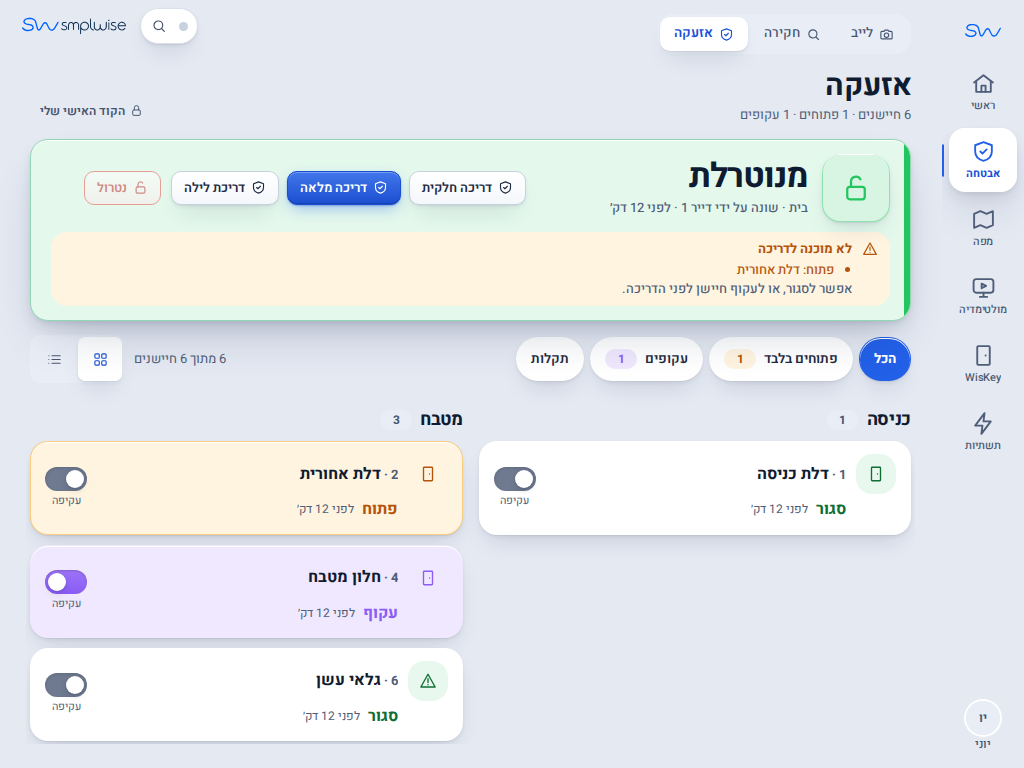 smplwise
לייב
חקירה
אזעקה
אזעקה
6 חיישנים · 1 פתוחים · 1 עקופים
הקוד האישי שלי
מנוטרלת
בית · שונה על ידי דייר 1 · לפני 12 דק׳
דריכה חלקית
דריכה מלאה
דריכת לילה
נטרול
לא מוכנה לדריכה
• פתוח: דלת אחורית
אפשר לסגור, או לעקוף חיישן לפני הדריכה.
הכל
פתוחים בלבד 1
עקופים 1
תקלות
6 מתוך 6 חיישנים
כניסה 1
1 · דלת כניסה
סגור לפני 12 דק׳
עקיפה
מטבח 3
2 · דלת אחורית
פתוח לפני 12 דק׳
עקיפה
4 · חלון מטבח
עקוף לפני 12 דק׳
עקיפה
6 · גלאי עשן
סגור לפני 12 דק׳
עקיפה
ראשי
אבטחה
מפה
מולטימדיה
WisKey
תשתיות
יו
יוני